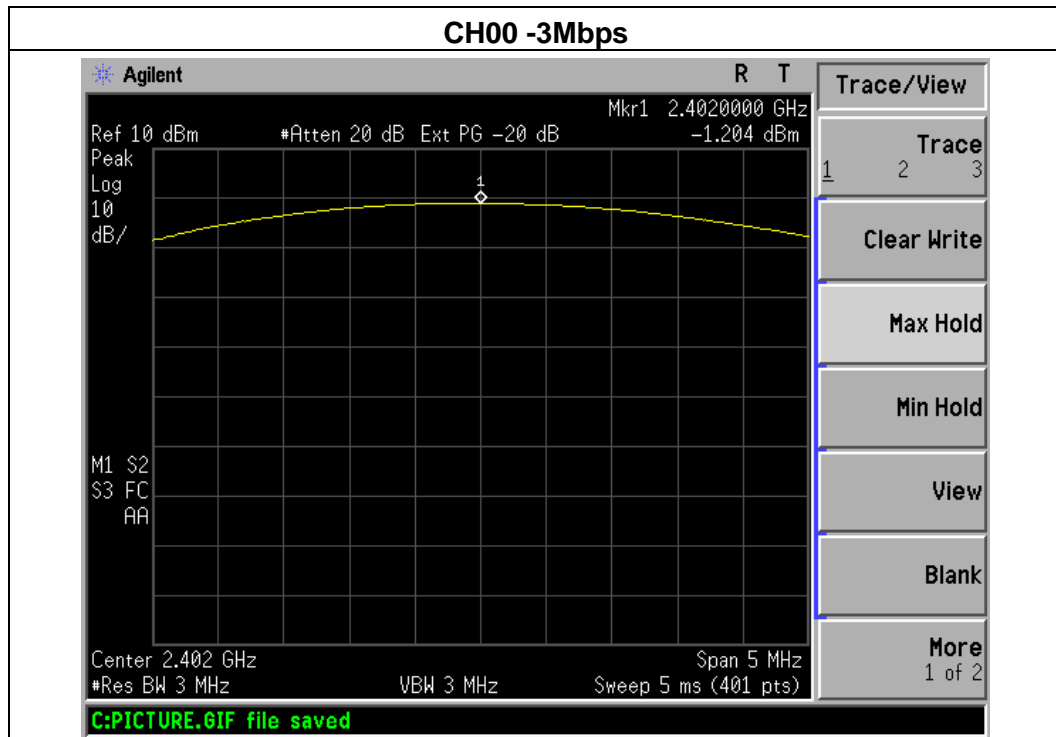 CH00 -3Mbps
Agilent R T
Mkr1 2.4020000 GHz
Ref 10 dBm #Atten 20 dB Ext PG -20 dB -1.204 dBm
Peak
Log
10
dB/
1
M1 S2
S3 FC
AA
Center 2.402 GHz Span 5 MHz
#Res BW 3 MHz VBW 3 MHz Sweep 5 ms (401 pts)
C:PICTURE.GIF file saved
Trace/View
Trace
1 2 3
Clear Write
Max Hold
Min Hold
View
Blank
More
1 of 2